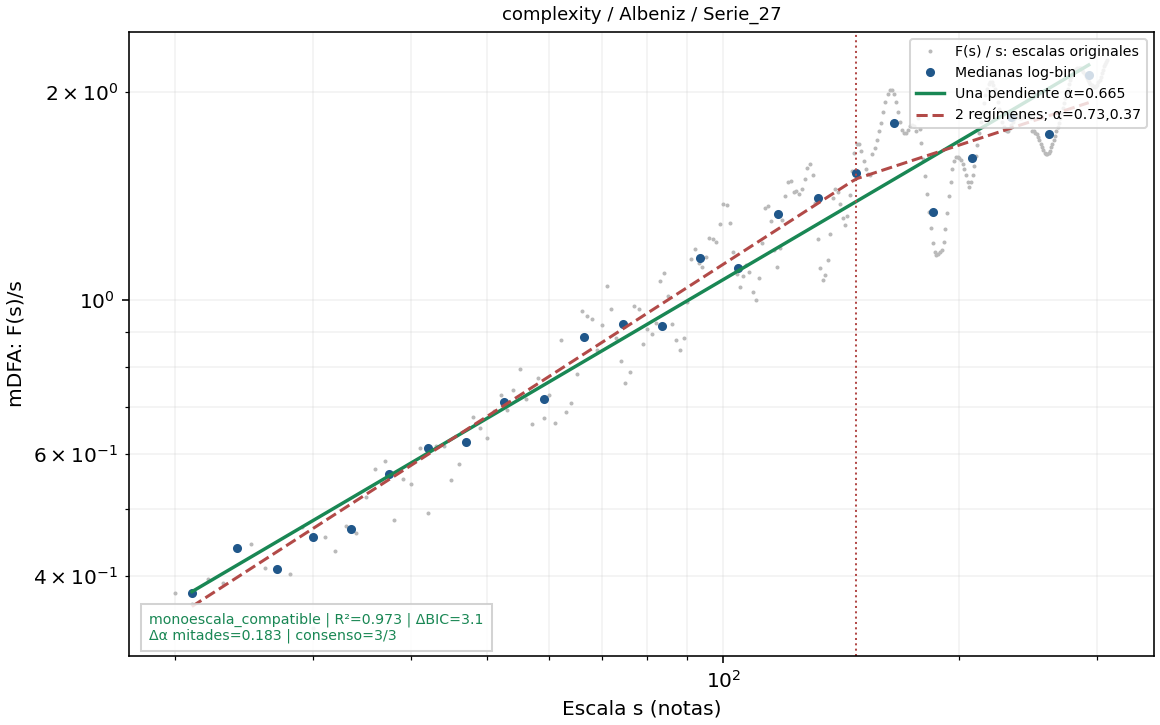 complexity / Albeniz / Serie_27
F(s) / s: escalas originales
Medianas log-bin
Una pendiente α=0.665
2 regímenes; α=0.73,0.37
2 × 10⁰
10⁰
6 × 10⁻¹
4 × 10⁻¹
mDFA: F(s)/s
monoescala_compatible | R²=0.973 | ΔBIC=3.1
Δα mitades=0.183 | consenso=3/3
10²
Escala s (notas)